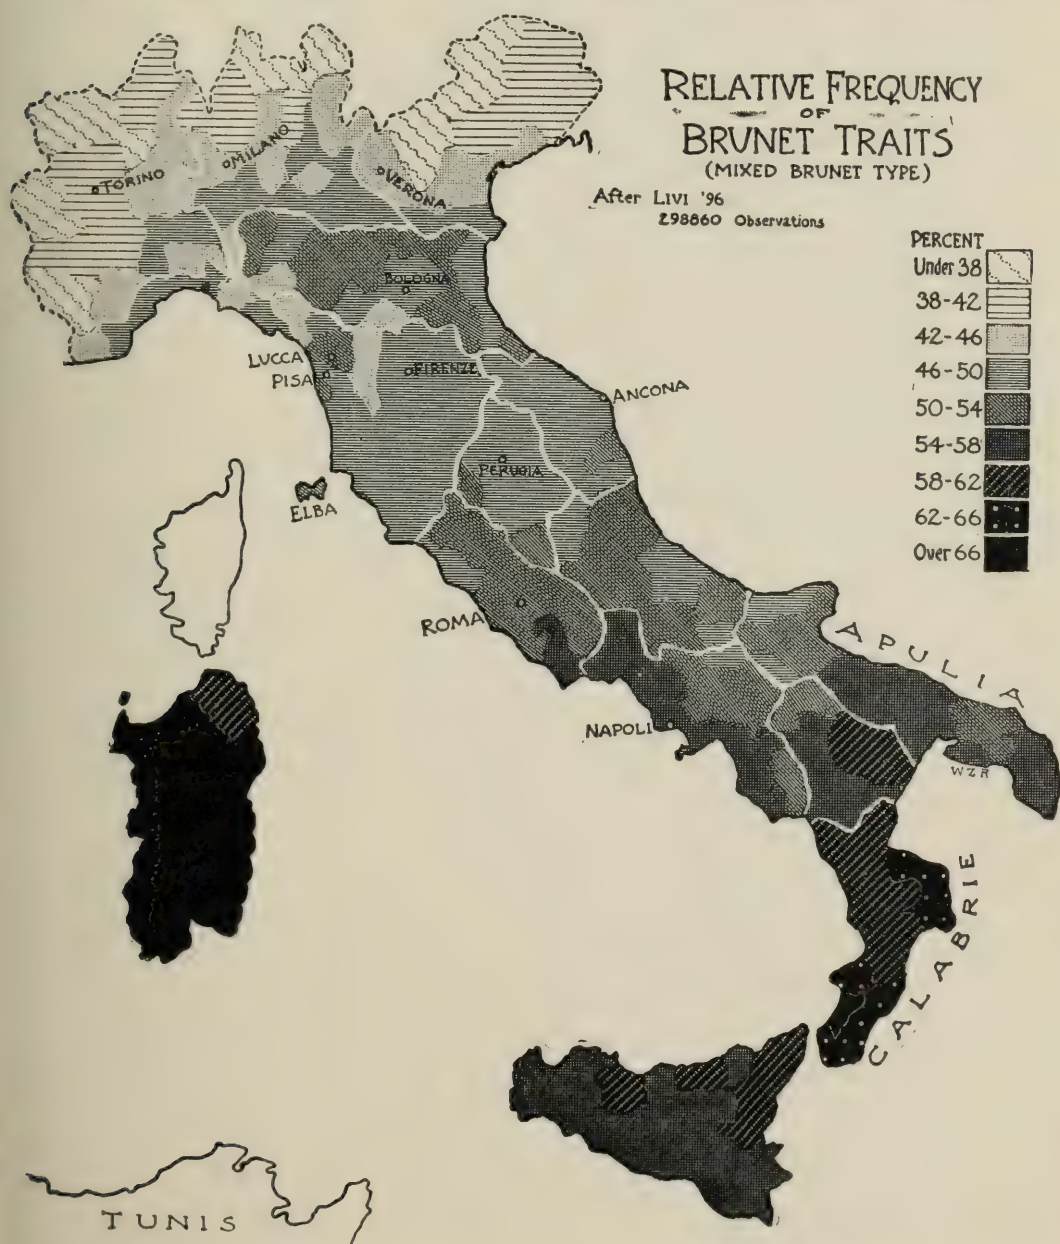 RELATIVE FREQUENCY
OF
BRUNET TRAITS
(MIXED BRUNET TYPE)
After LIVI '96
298860 Observations
PERCENT
Under 38
38-42
42-46
46-50
50-54
54-58
58-62
62-66
Over 66
TORINO
MILANO
VERONA
BOLOGNA
LUCCA
PISA
FIRENZE
ANCONA
PERUGIA
ELBA
ROMA
APULIA
NAPOLI
WZR
CALABRIE
TUNIS